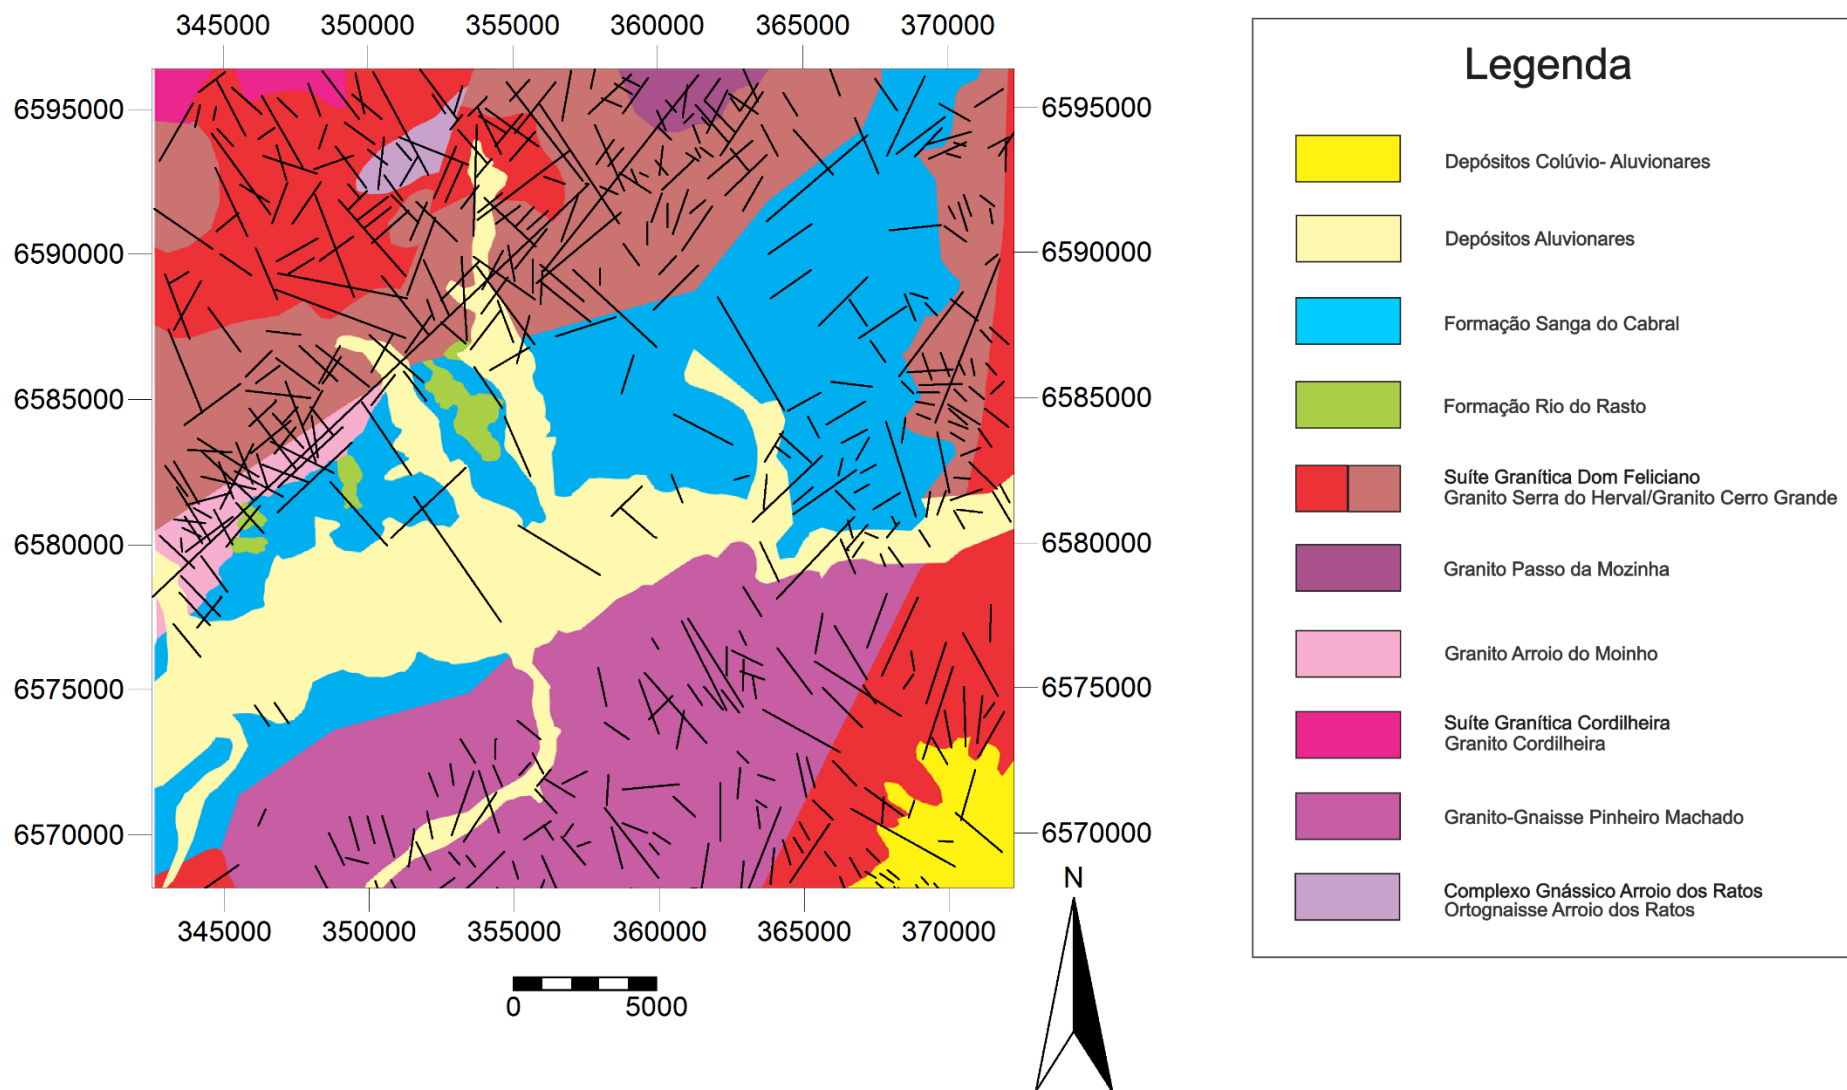 345000 350000 355000 360000 365000 370000
6595000
6590000
6585000
6580000
6575000
6570000
6595000
6590000
6585000
6580000
6575000
6570000
345000 350000 355000 360000 365000 370000
0 5000
N
Legenda
Depósitos Colúvio- Aluvionares
Depósitos Aluvionares
Formação Sanga do Cabral
Formação Rio do Rasto
Suíte Granítica Dom Feliciano
Granito Serra do Herval/Granito Cerro Grande
Granito Passo da Mozinha
Granito Arroio do Moinho
Suíte Granítica Cordilheira
Granito Cordilheira
Granito-Gnaisse Pinheiro Machado
Complexo Gnássico Arroio dos Ratos
Ortognaisse Arroio dos Ratos